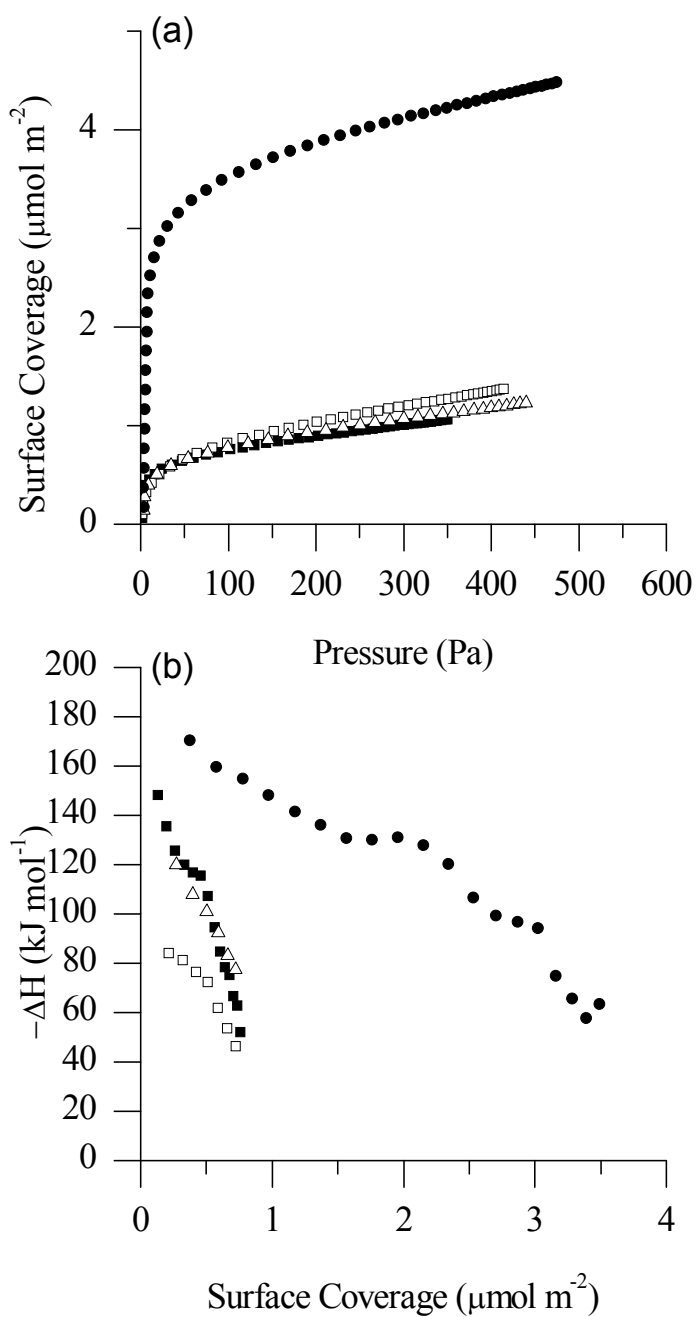 (a)
Surface Coverage (μmol m⁻²)
4
2
0
0 100 200 300 400 500 600
Pressure (Pa)
(b)
−ΔH (kJ mol⁻¹)
200
180
160
140
120
100
80
60
40
20
0
0 1 2 3 4
Surface Coverage (μmol m⁻²)